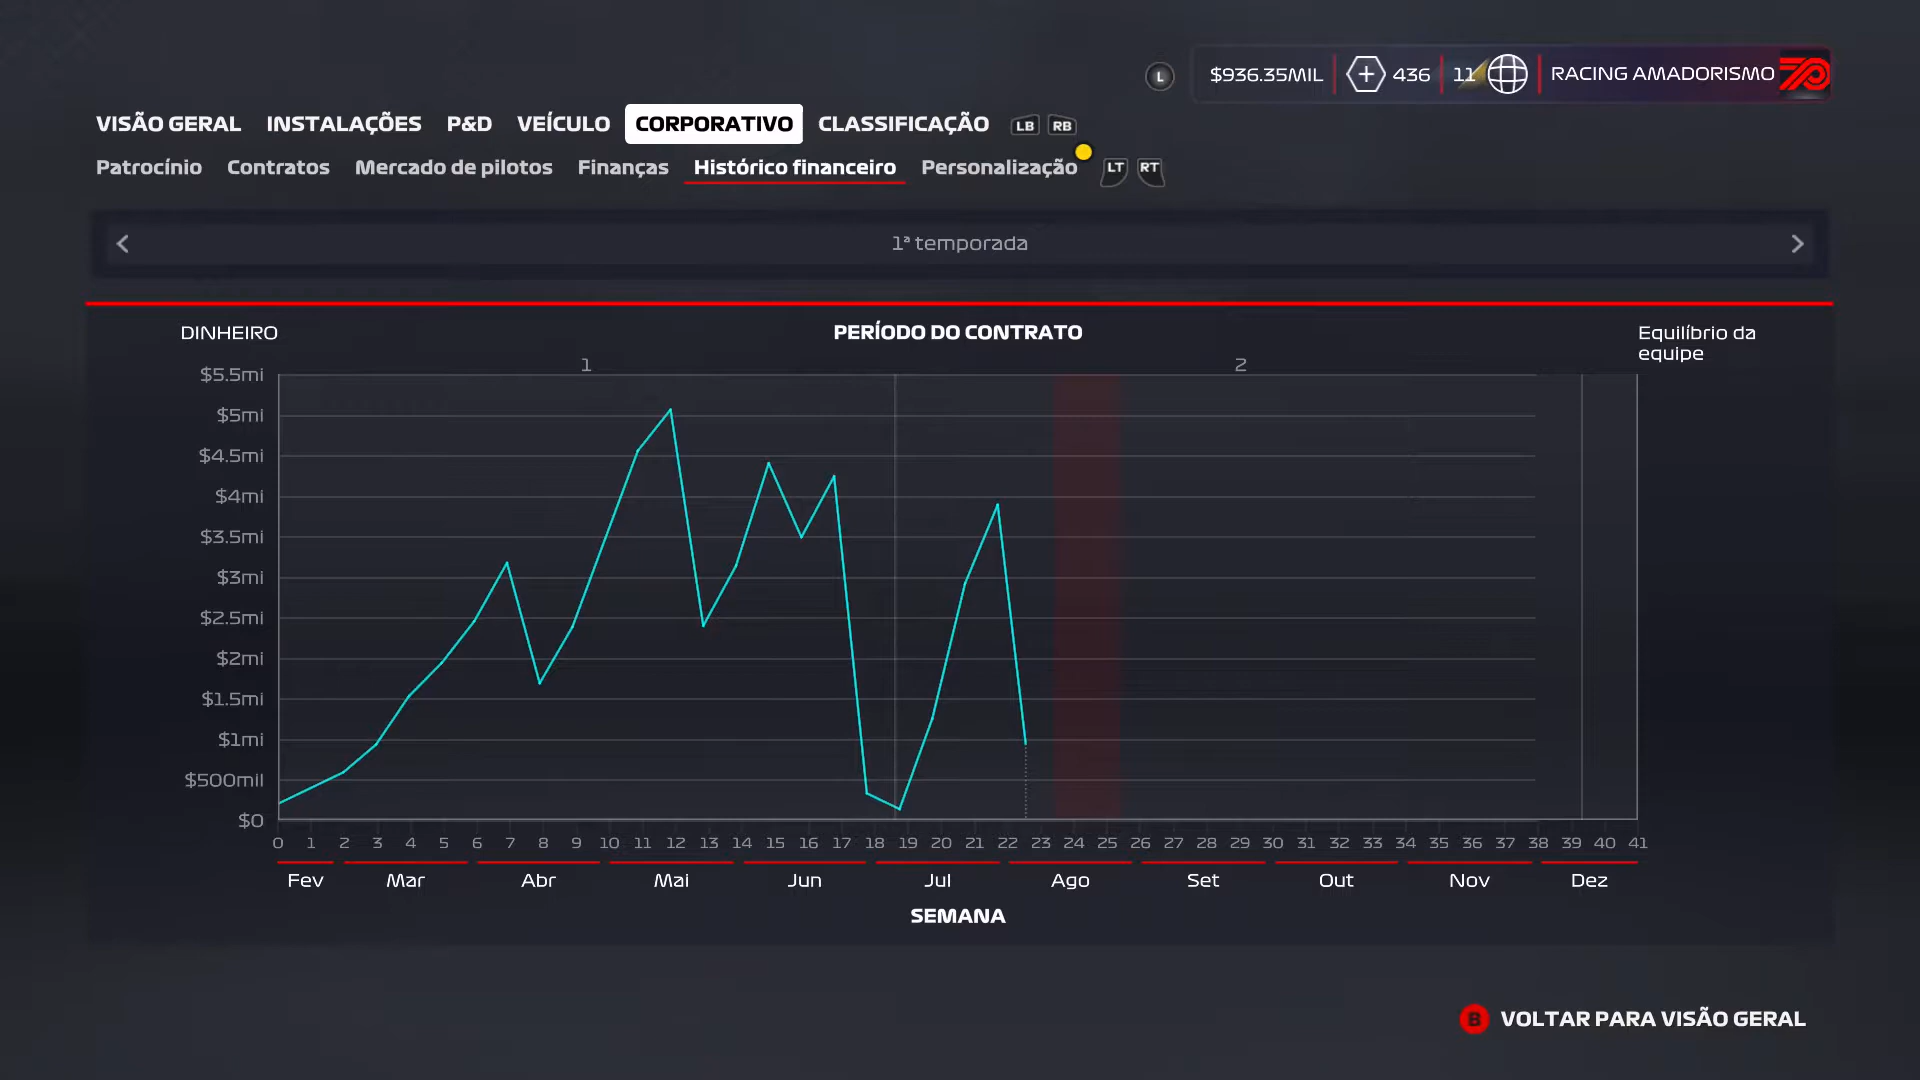 L $936.35MIL 436 11 RACING AMADORISMO
VISÃO GERAL INSTALAÇÕES P&D VEÍCULO CORPORATIVO CLASSIFICAÇÃO LB RB
Patrocínio Contratos Mercado de pilotos Finanças Histórico financeiro Personalização LT RT
1ª temporada
DINHEIRO PERÍODO DO CONTRATO Equilíbrio da
equipe
1 2
$5.5mi
$5mi
$4.5mi
$4mi
$3.5mi
$3mi
$2.5mi
$2mi
$1.5mi
$1mi
$500mil
$0
0 1 2 3 4 5 6 7 8 9 10 11 12 13 14 15 16 17 18 19 20 21 22 23 24 25 26 27 28 29 30 31 32 33 34 35 36 37 38 39 40 41
Fev Mar Abr Mai Jun Jul Ago Set Out Nov Dez
SEMANA
B VOLTAR PARA VISÃO GERAL